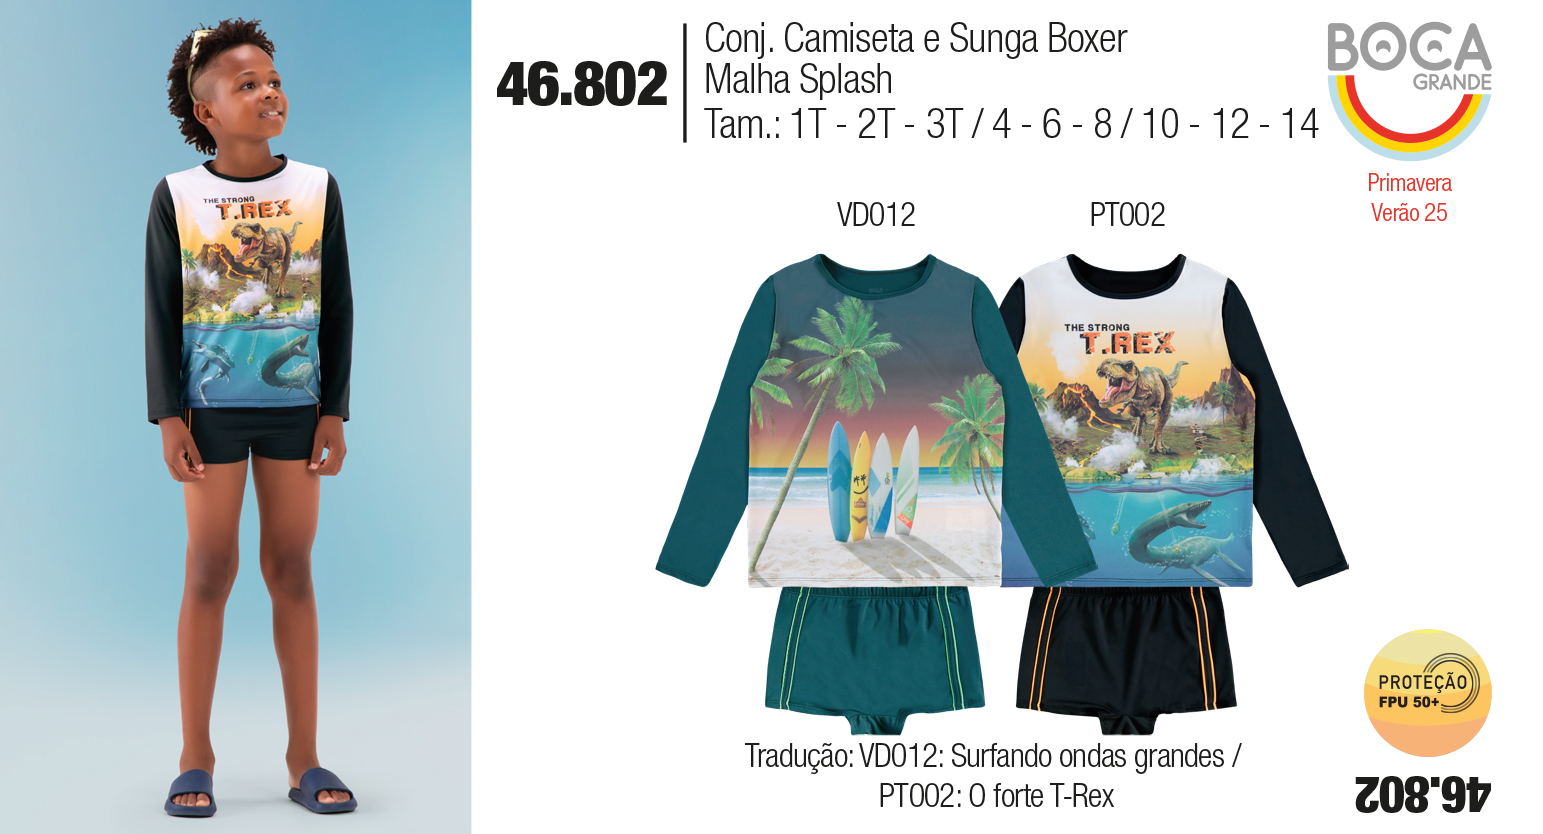 46.802
Conj. Camiseta e Sunga Boxer
Malha Splash
Tam.: 1T - 2T - 3T / 4 - 6 - 8 / 10 - 12 - 14
BOCA
GRANDE
Primavera
Verão 25
VD012
PT002
THE STRONG
T.REX
THE STRONG
T.REX
PROTEÇÃO
FPU 50+
Tradução: VD012: Surfando ondas grandes /
PT002: O forte T-Rex
46.802